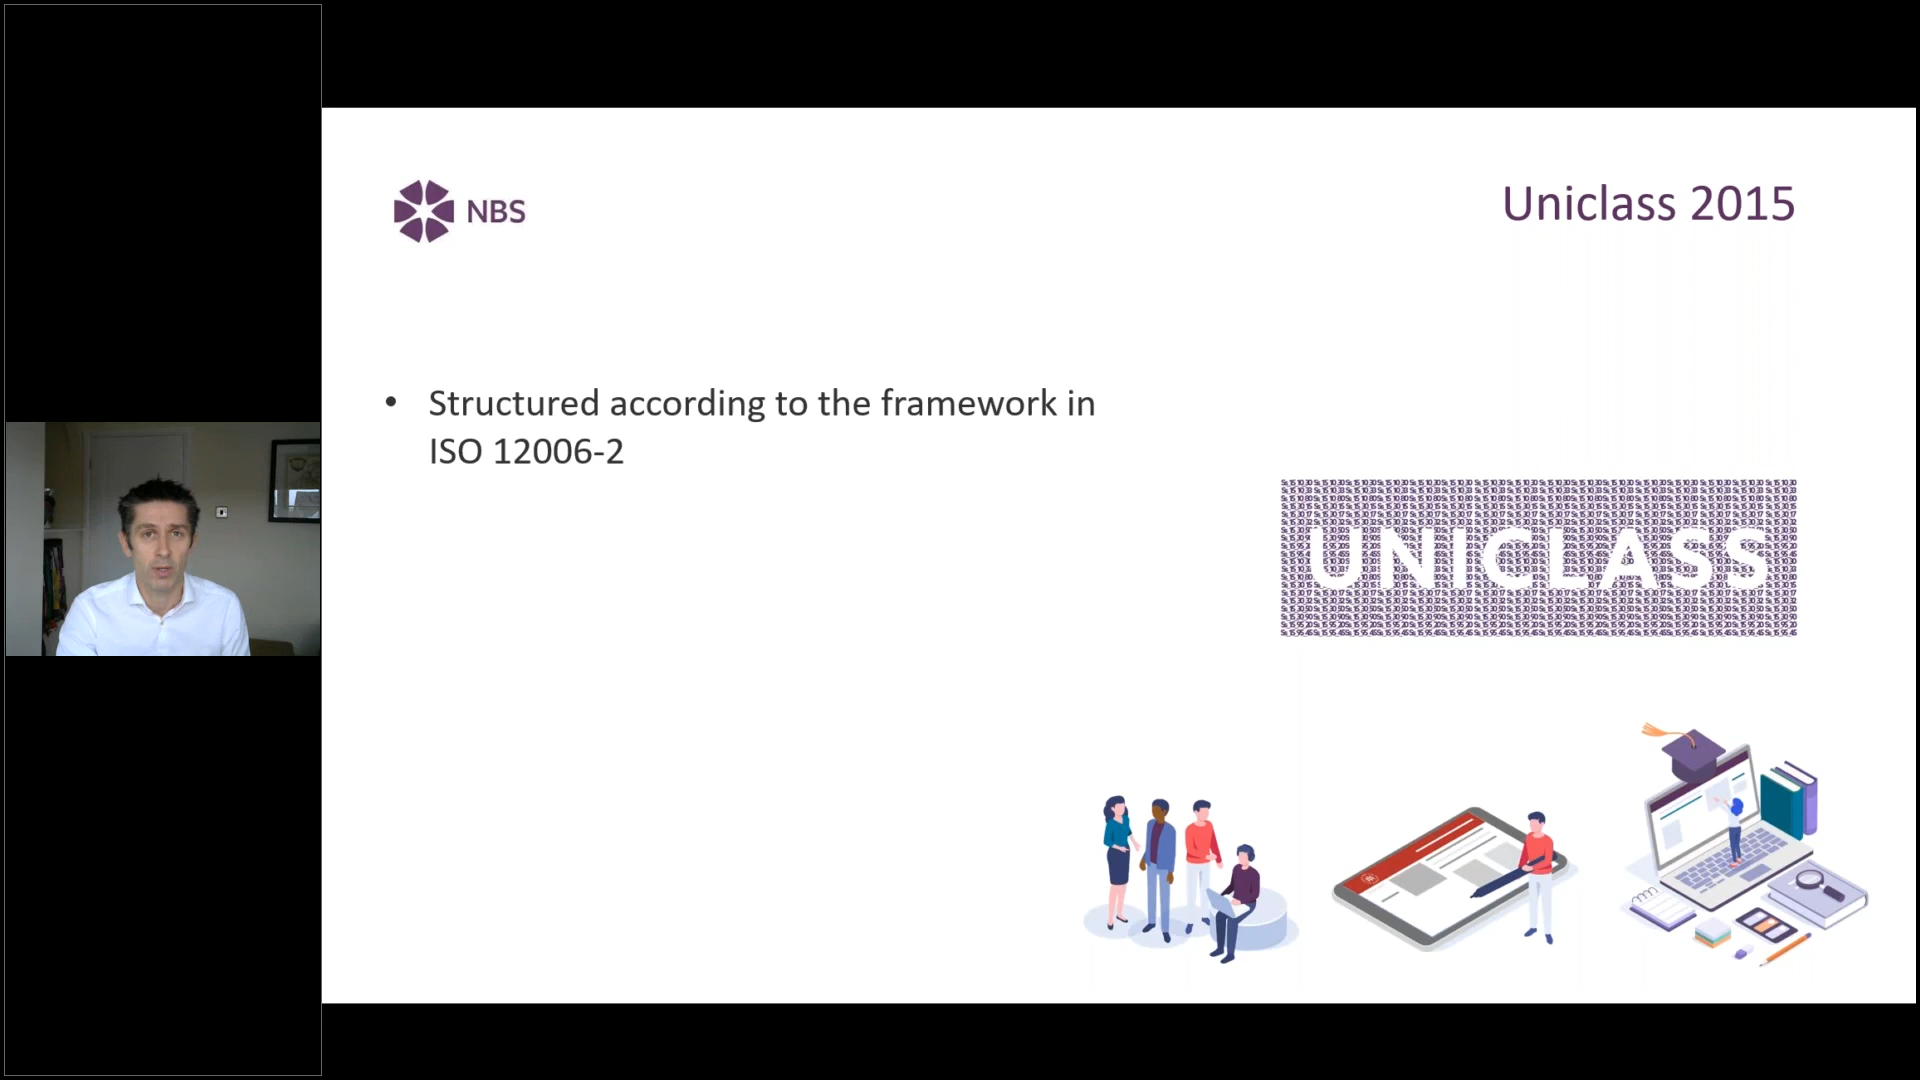 NBS
Uniclass 2015
• Structured according to the framework in
ISO 12006-2
UNICLASS